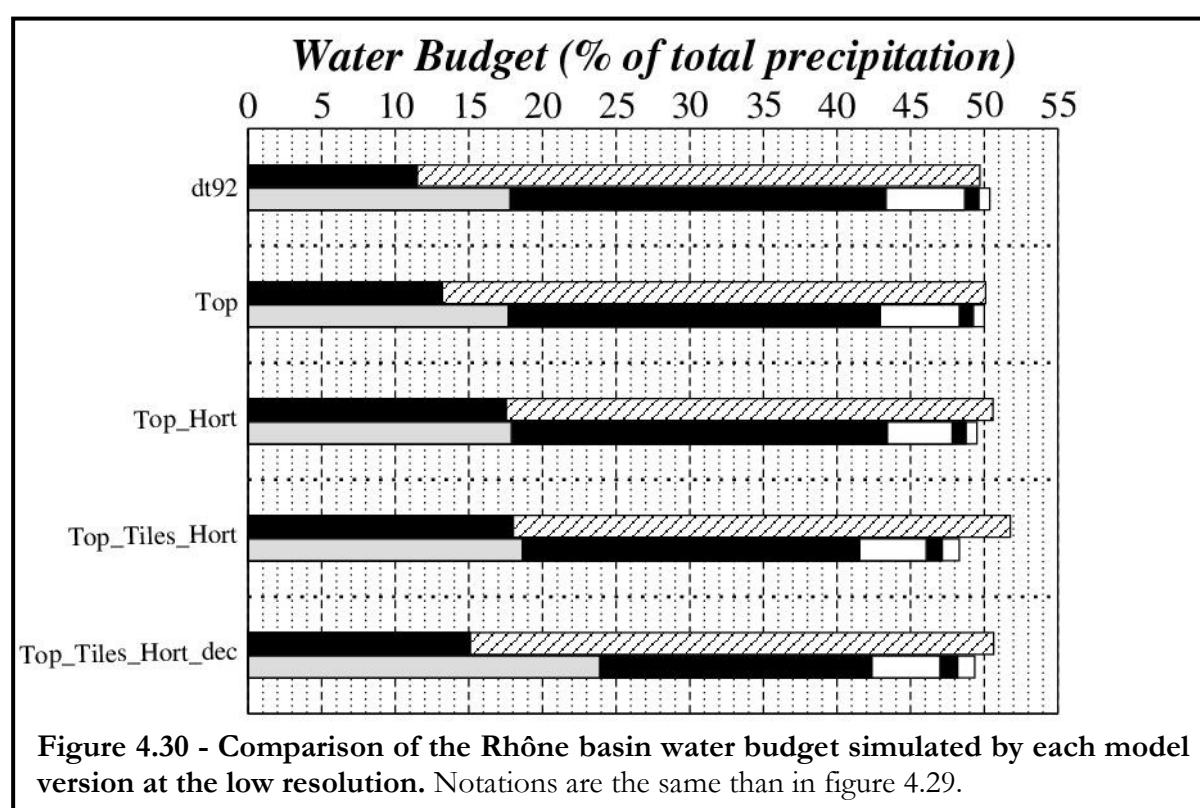 Water Budget (% of total precipitation)
0 5 10 15 20 25 30 35 40 45 50 55
dt92
Top
Top_Hort
Top_Tiles_Hort
Top_Tiles_Hort_dec
Figure 4.30 - Comparison of the Rhône basin water budget simulated by each model
version at the low resolution. Notations are the same than in figure 4.29.